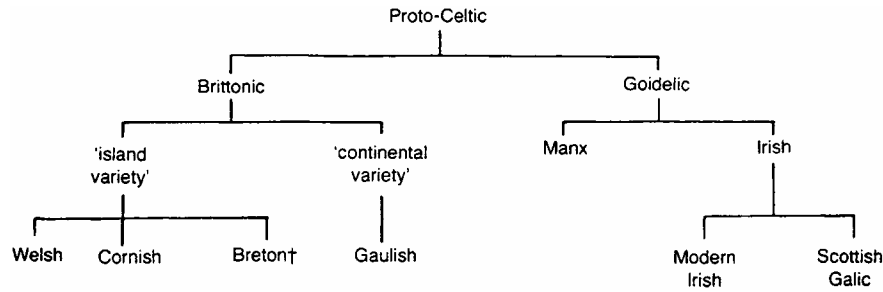 Proto-Celtic
Brittonic
Goidelic
'island
variety'
'continental
variety'
Manx
Irish
Welsh
Cornish
Breton†
Gaulish
Modern
Irish
Scottish
Galic